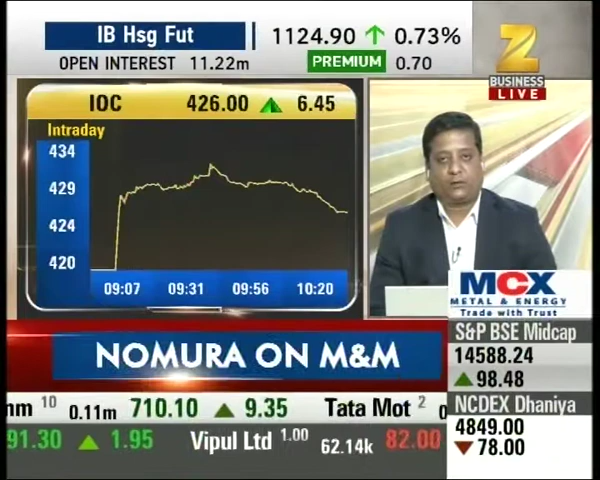 IB Hsg Fut
1124.90 0.73%
OPEN INTEREST 11.22m
PREMIUM 0.70
Z
BUSINESS
LIVE
IOC 426.00 6.45
Intraday
434
429
424
420
09:07 09:31 09:56 10:20
MCX
METAL & ENERGY
Trade with Trust
NOMURA ON M&M
S&P BSE Midcap
14588.24
98.48
NCDEX Dhaniya
4849.00
78.00
nm 10 0.11m 710.10 9.35 Tata Mot 2 0
91.30 1.95 Vipul Ltd 1.00 62.14k 82.00